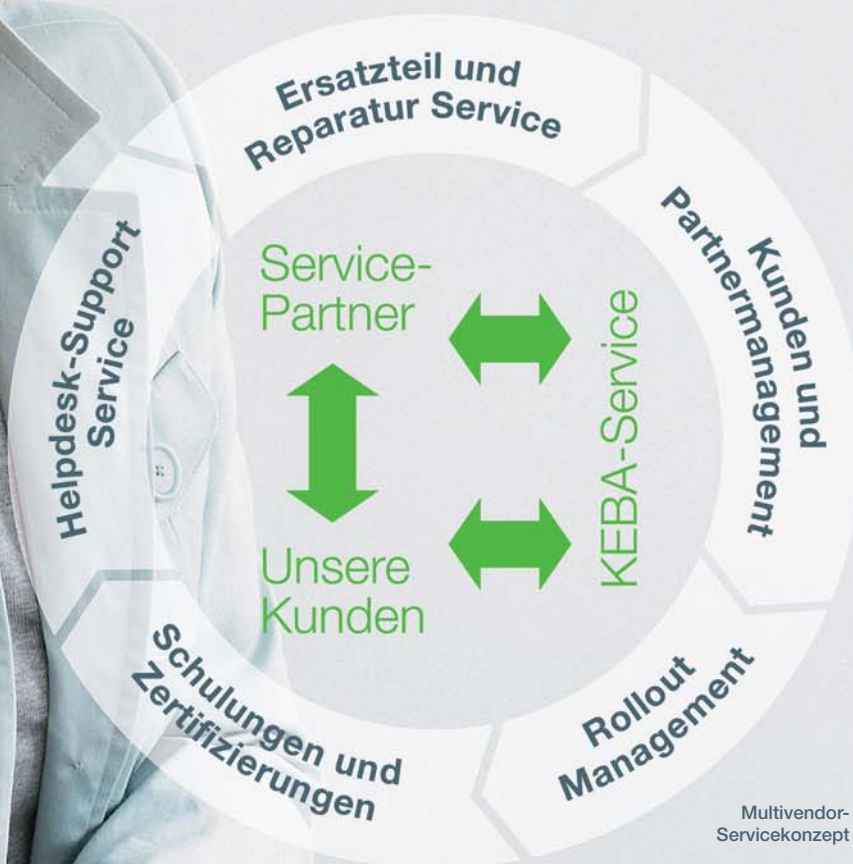 Ersatzteil und
Reparatur Service
Kunden und
Partnermanagement
Rollout
Management
Schulungen und
Zertifizierungen
Helpdesk-Support
Service
Service-
Partner
KEBA-Service
Unsere
Kunden
Multivendor-
Servicekonzept